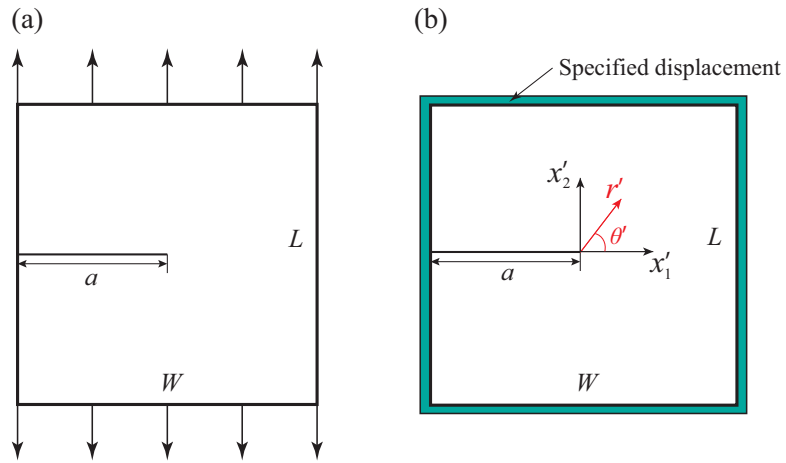 (a)
L
a
W
(b)
Specified displacement
x′₂
r′
θ′
x′₁
L
a
W